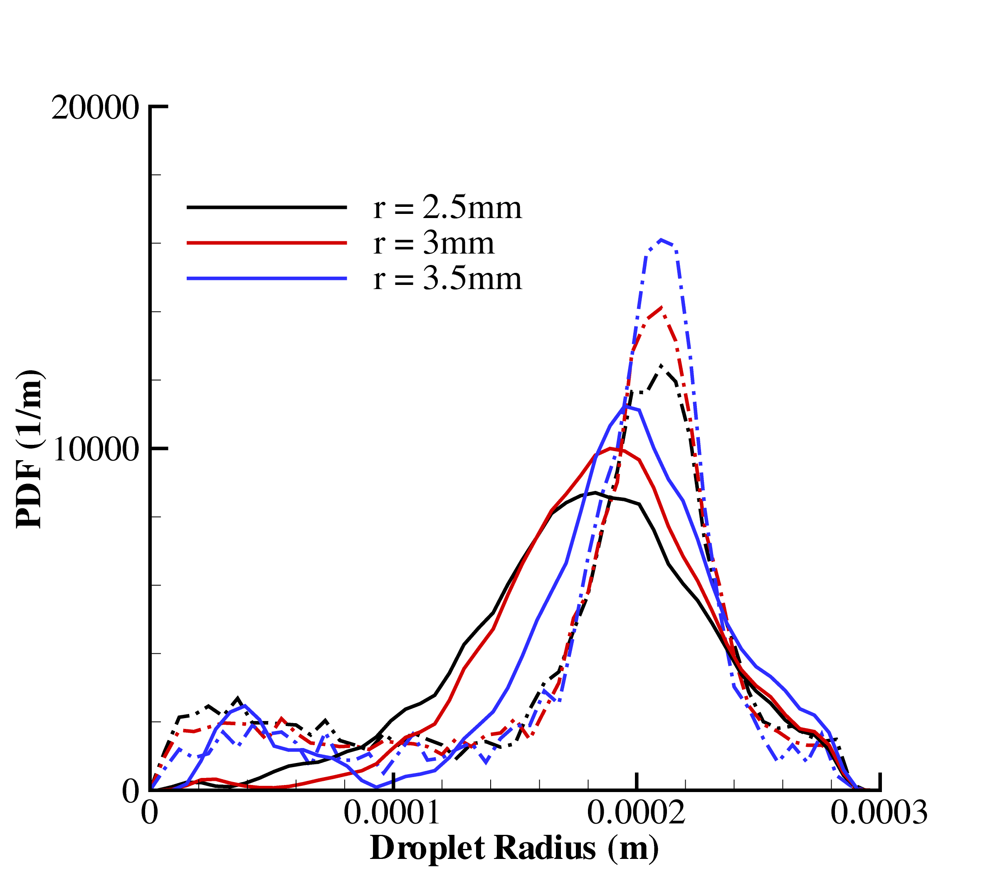 20000
r = 2.5mm
r = 3mm
r = 3.5mm
PDF (1/m)
10000
0
0 0.0001 0.0002 0.0003
Droplet Radius (m)